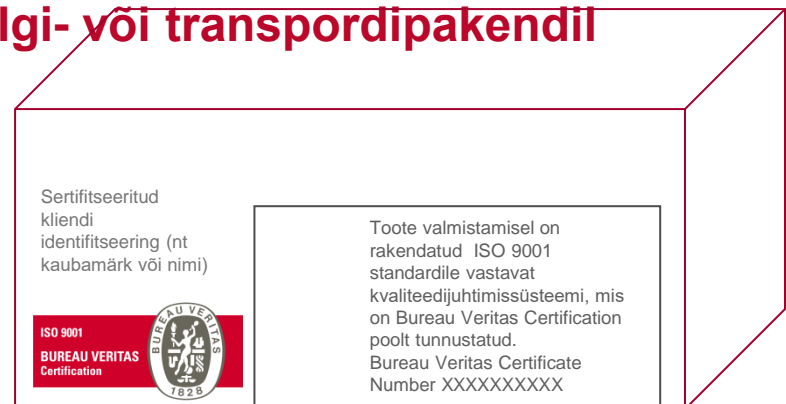 lgi- või transpordipakendil
Sertifitseeritud
kliendi
identifitseering (nt
kaubamärk või nimi)
ISO 9001
BUREAU VERITAS
Certification
BUREAU VERITAS
1828
Toote valmistamisel on
rakendatud ISO 9001
standardile vastavat
kvaliteedijuhtimissüsteemi, mis
on Bureau Veritas Certification
poolt tunnustatud.
Bureau Veritas Certificate
Number XXXXXXXXXX